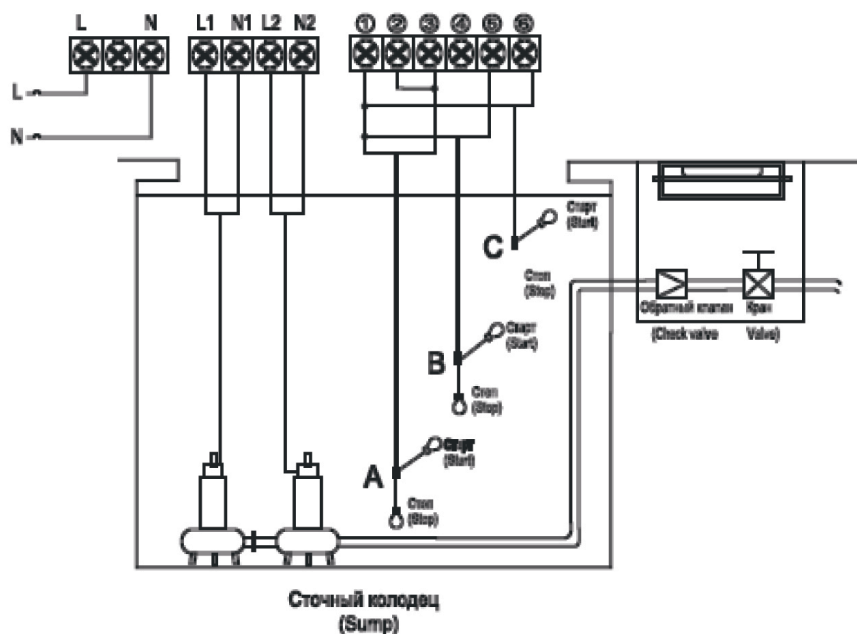 L N L1 N1 L2 N2 ① ② ③ ④ ⑤ ⑥
L
N
C
Старт
(Start)
Стоп
(Stop)
Обратный клапан
(Check valve
Кран
Valve)
B
Старт
(Start)
Стоп
(Stop)
A
Старт
(Start)
Стоп
(Stop)
Сточный колодец
(Sump)